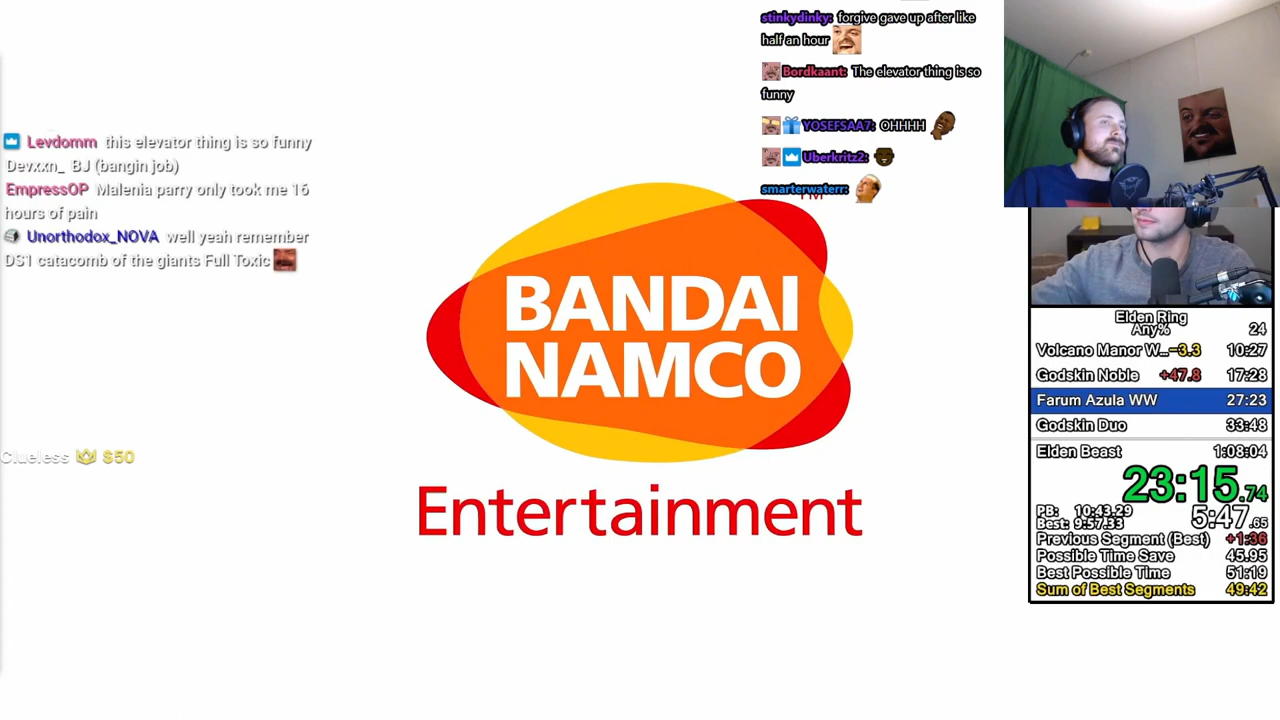 stinkydinky: forgive gave up after like
half an hour
Bordkaant: The elevator thing is so
funny
YOSEFSAA7: OHHHH
Uberkritz2:
smarterwaterr:
TM
Levdomm this elevator thing is so funny
Devxxn_ BJ (bangin job)
EmpressOP Malenia parry only took me 16
hours of pain
Unorthodox_NOVA well yeah remember
DS1 catacomb of the giants Full Toxic
Clueless $50
BANDAI
NAMCO
Entertainment
Elden Ring
Any% 24
Volcano Manor W... −3.3 10:27
Godskin Noble +47.8 17:28
Farum Azula WW 27:23
Godskin Duo 33:48
Elden Beast 1:08:04
23:15.74
PB: 10:43.29
Best: 9:57.33
5:47.65
Previous Segment (Best) +1:36
Possible Time Save 45.95
Best Possible Time 51:19
Sum of Best Segments 49:42